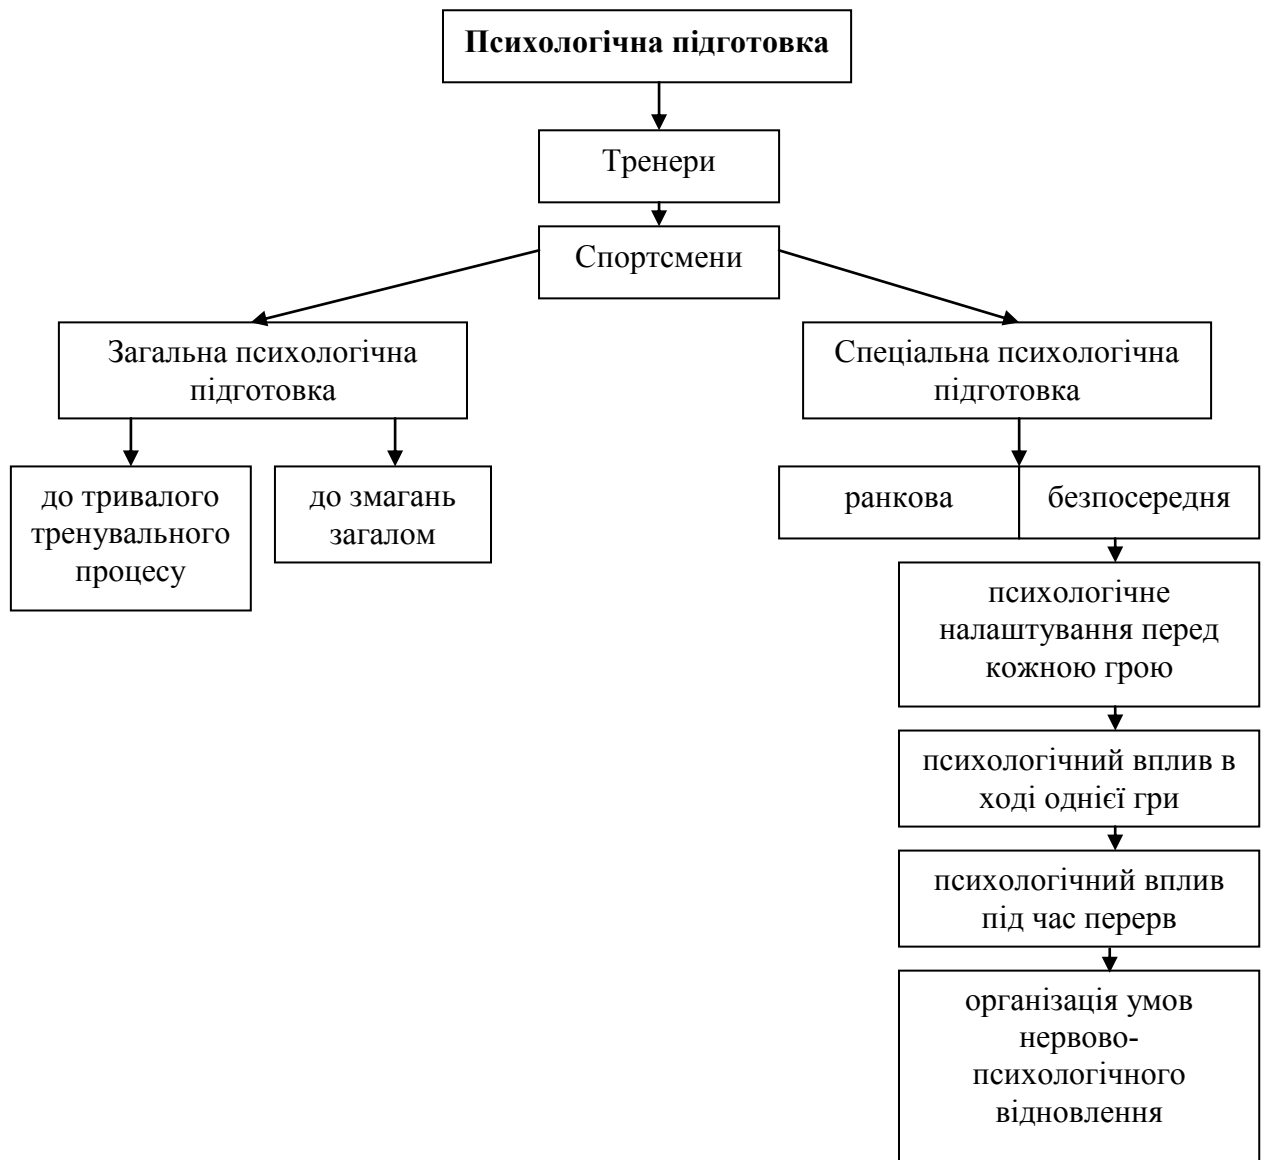 Психологічна підготовка
Тренери
Спортсмени
Загальна психологічна
підготовка
Спеціальна психологічна
підготовка
до тривалого
тренувального
процесу
до змагань
загалом
ранкова
безпосередня
психологічне
налаштування перед
кожною грою
психологічний вплив в
ході однієї гри
психологічний вплив
під час перерв
організація умов
нервово-
психологічного
відновлення